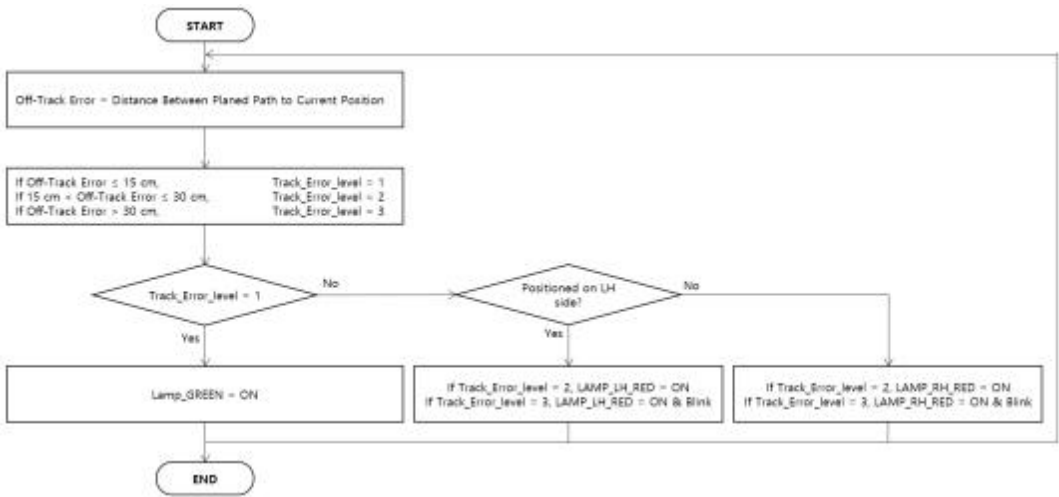 START
Off-Track Error = Distance Between Planed Path to Current Position
If Off-Track Error ≤ 15 cm, Track_Error_level = 1
If 15 cm < Off-Track Error ≤ 30 cm, Track_Error_level = 2
If Off-Track Error > 30 cm, Track_Error_level = 3
Track_Error_level = 1
No
Positioned on LH
side?
No
Yes
Yes
Lamp_GREEN = ON
If Track_Error_level = 2, LAMP_LH_RED = ON
If Track_Error_level = 3, LAMP_LH_RED = ON & Blink
If Track_Error_level = 2, LAMP_RH_RED = ON
If Track_Error_level = 3, LAMP_RH_RED = ON & Blink
END